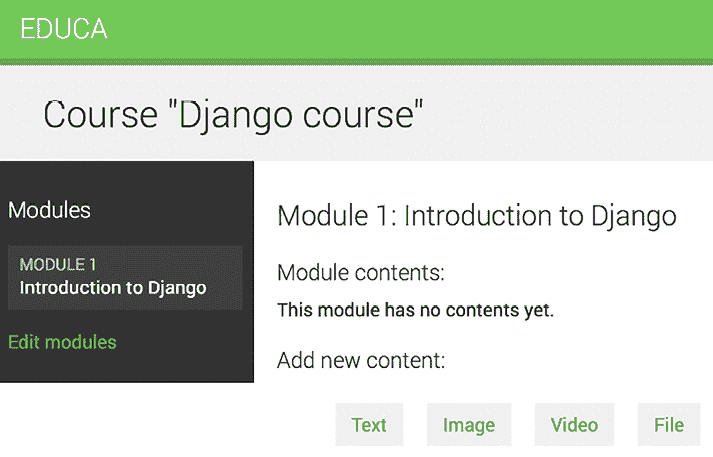 EDUCA
Course "Django course"
Modules
MODULE 1
Introduction to Django
Edit modules
Module 1: Introduction to Django
Module contents:
This module has no contents yet.
Add new content:
Text Image Video File